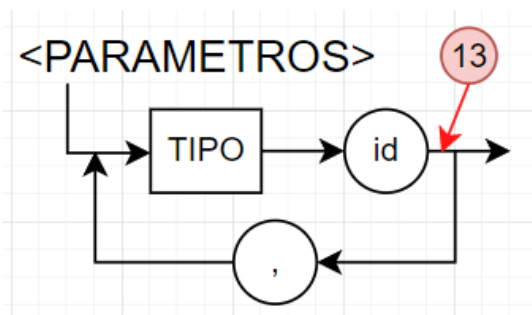 <PARAMETROS> 13
TIPO id
,